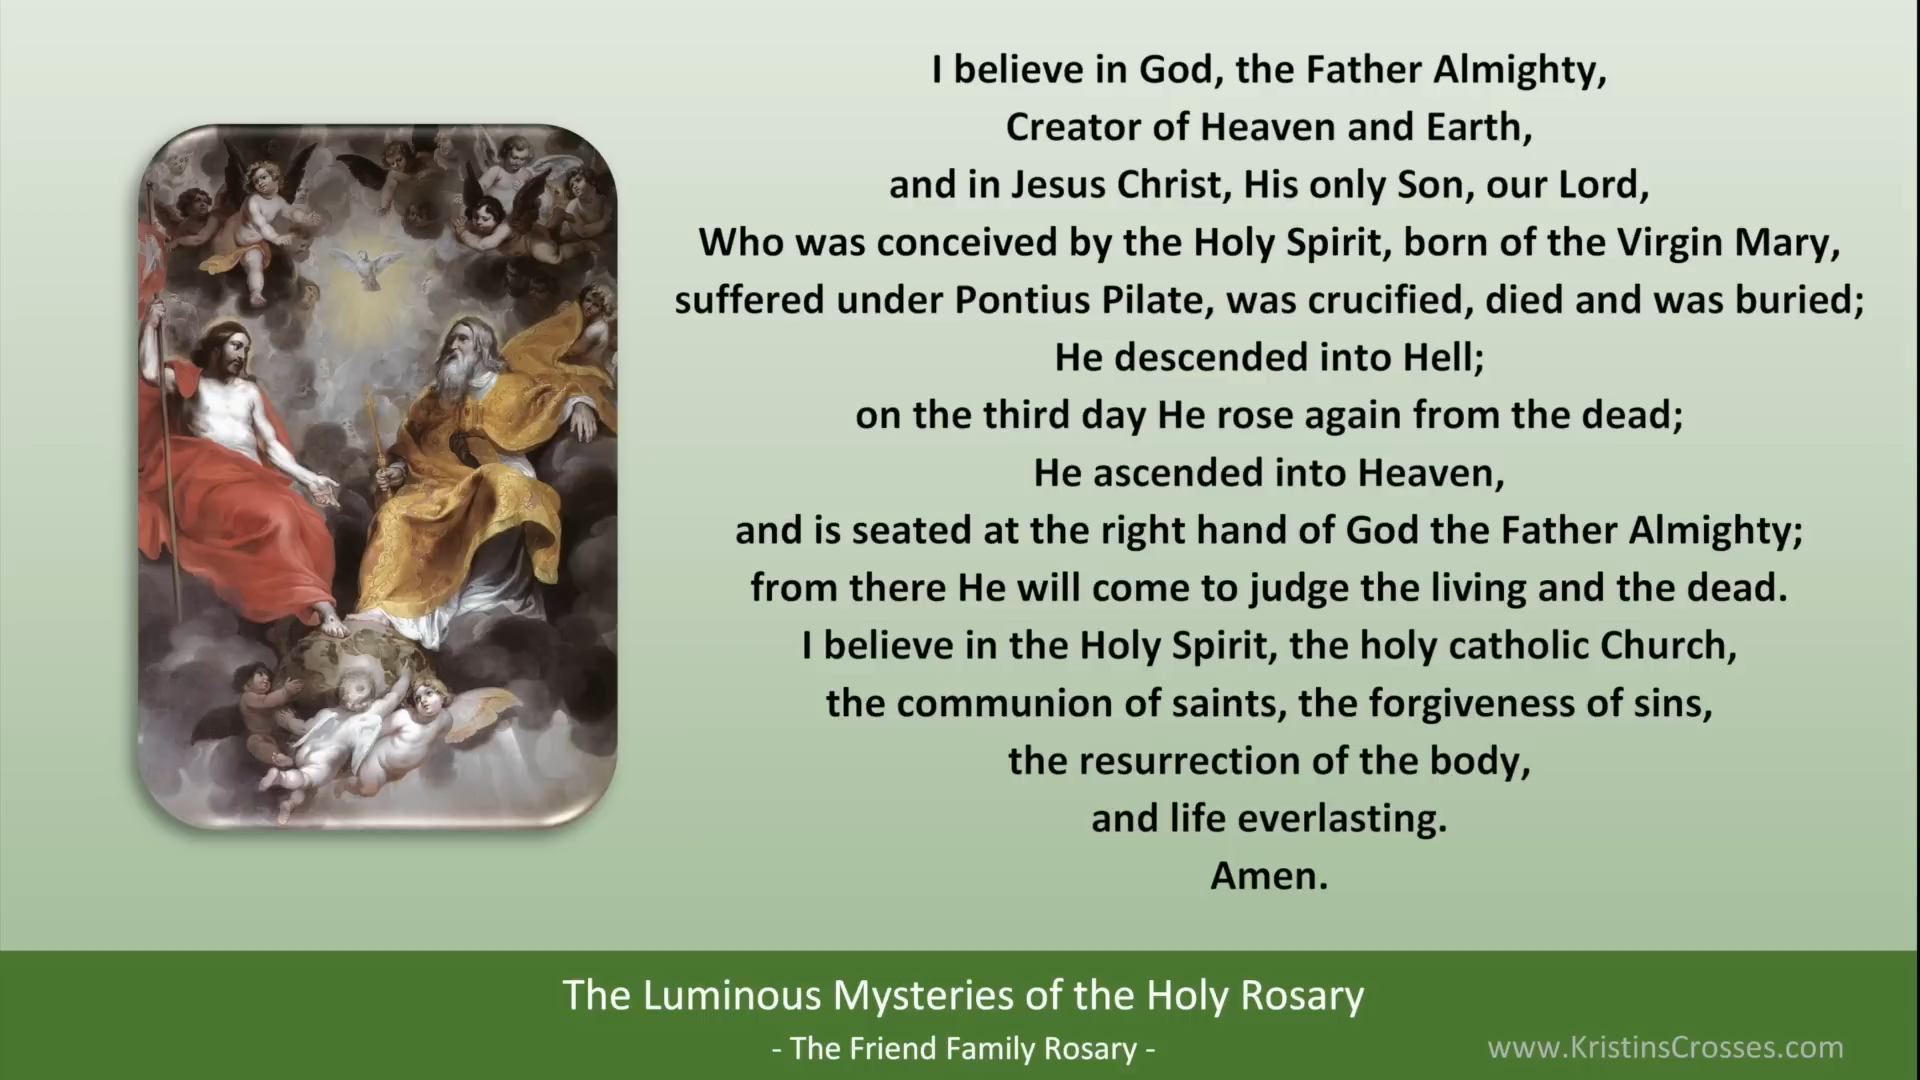 I believe in God, the Father Almighty,
Creator of Heaven and Earth,
and in Jesus Christ, His only Son, our Lord,
Who was conceived by the Holy Spirit, born of the Virgin Mary,
suffered under Pontius Pilate, was crucified, died and was buried;
He descended into Hell;
on the third day He rose again from the dead;
He ascended into Heaven,
and is seated at the right hand of God the Father Almighty;
from there He will come to judge the living and the dead.
I believe in the Holy Spirit, the holy catholic Church,
the communion of saints, the forgiveness of sins,
the resurrection of the body,
and life everlasting.
Amen.
The Luminous Mysteries of the Holy Rosary
- The Friend Family Rosary -
www.KristinsCrosses.com